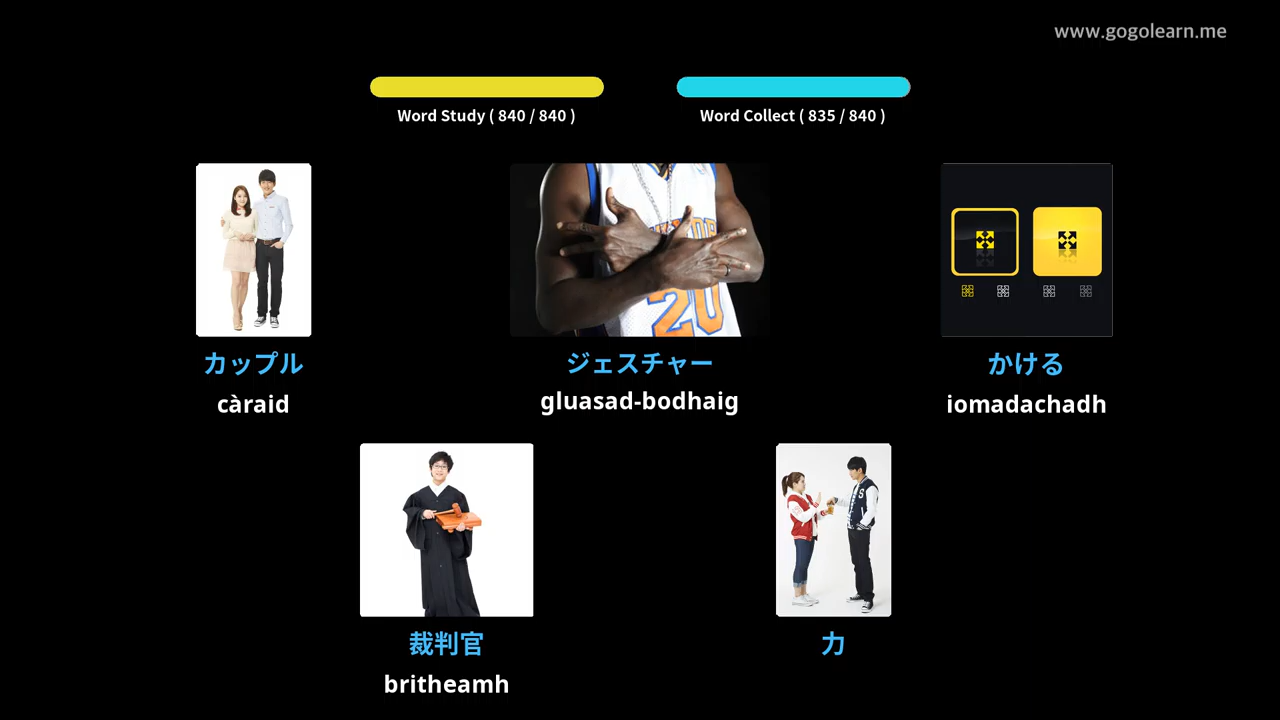 www.gogolearn.me
Word Study ( 840 / 840 )
Word Collect ( 835 / 840 )
カップル
càraid
ジェスチャー
gluasad-bodhaig
かける
iomadachadh
裁判官
britheamh
力